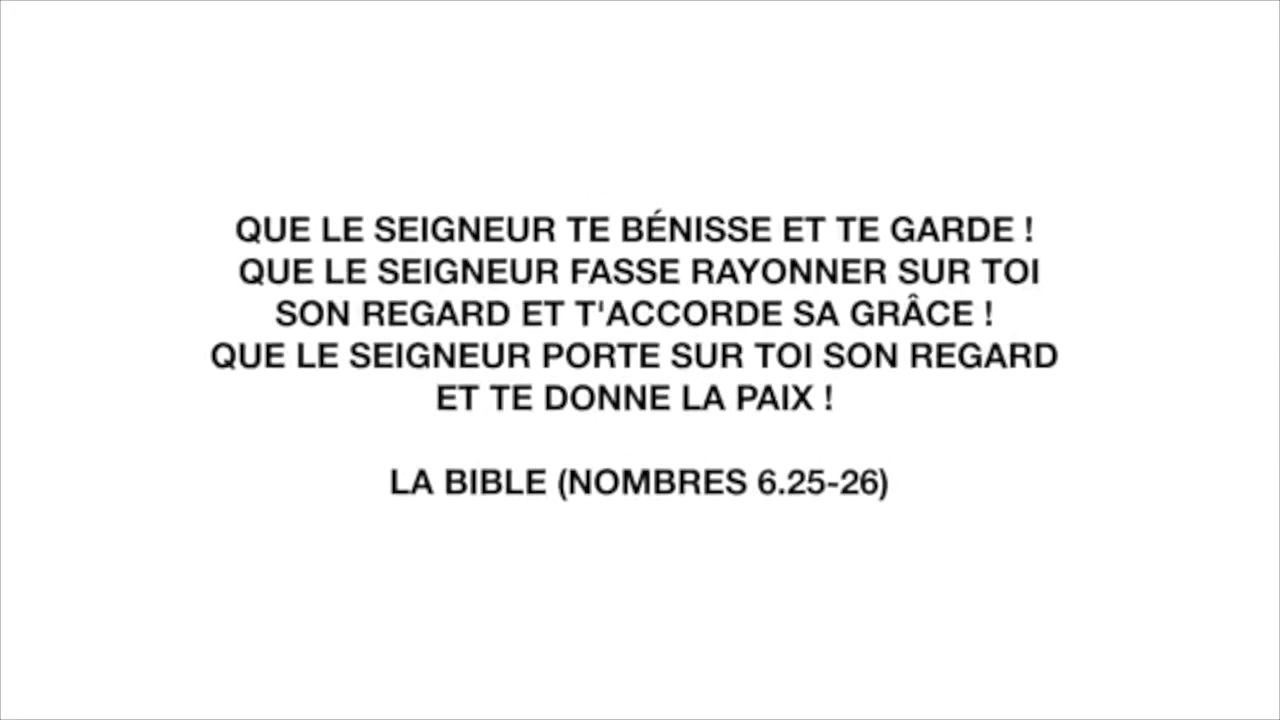 QUE LE SEIGNEUR TE BÉNISSE ET TE GARDE !
QUE LE SEIGNEUR FASSE RAYONNER SUR TOI
SON REGARD ET T'ACCORDE SA GRÂCE !
QUE LE SEIGNEUR PORTE SUR TOI SON REGARD
ET TE DONNE LA PAIX !
LA BIBLE (NOMBRES 6.25-26)